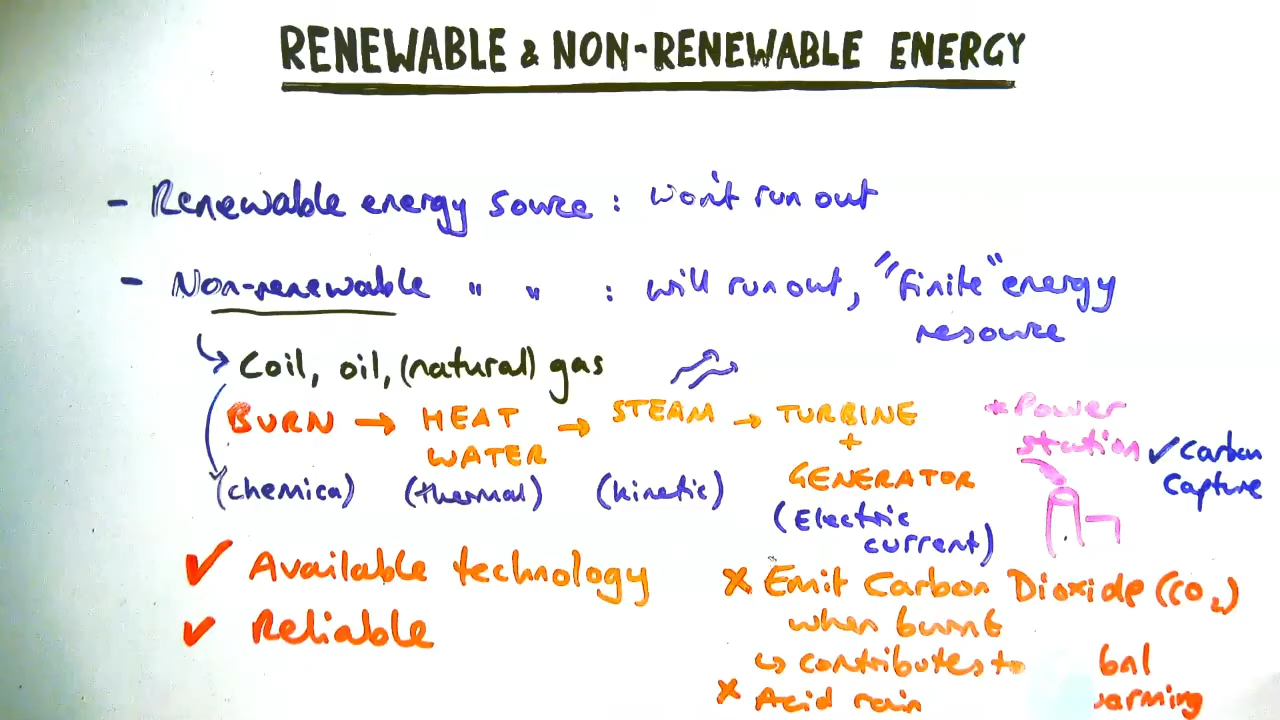 RENEWABLE & NON-RENEWABLE ENERGY
- Renewable energy source : won't run out
- Non-renewable " " : will run out, "finite" energy
resource
Coil, oil, (natural) gas
BURN → HEAT → STEAM → TURBINE
WATER
+
GENERATOR
(chemical) (thermal) (kinetic)
(Electric
current)
* Power
station
✓ Carbon
Capture
✓ Available technology
✓ Reliable
x Emit Carbon Dioxide (CO₂)
when burnt
↳ contributes to bal
arming
x Acid rain